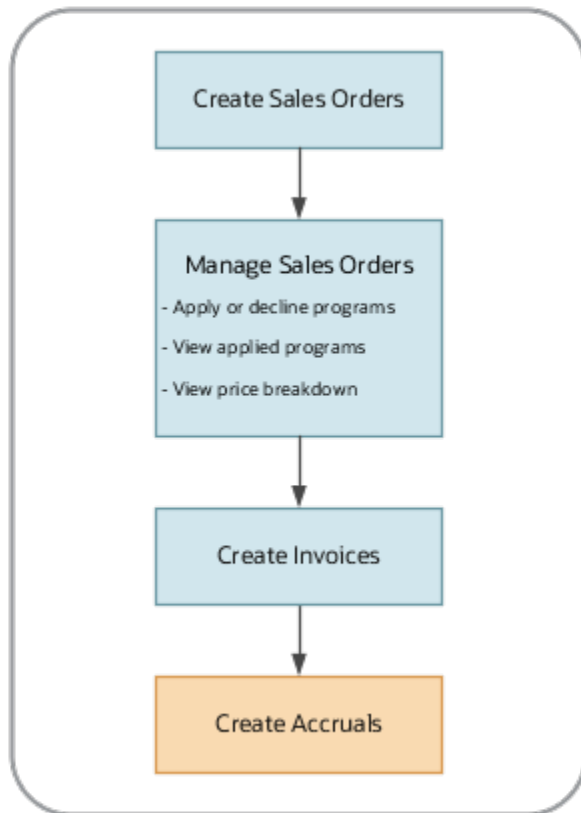 Create Sales Orders
Manage Sales Orders
- Apply or decline programs
- View applied programs
- View price breakdown
Create Invoices
Create Accruals